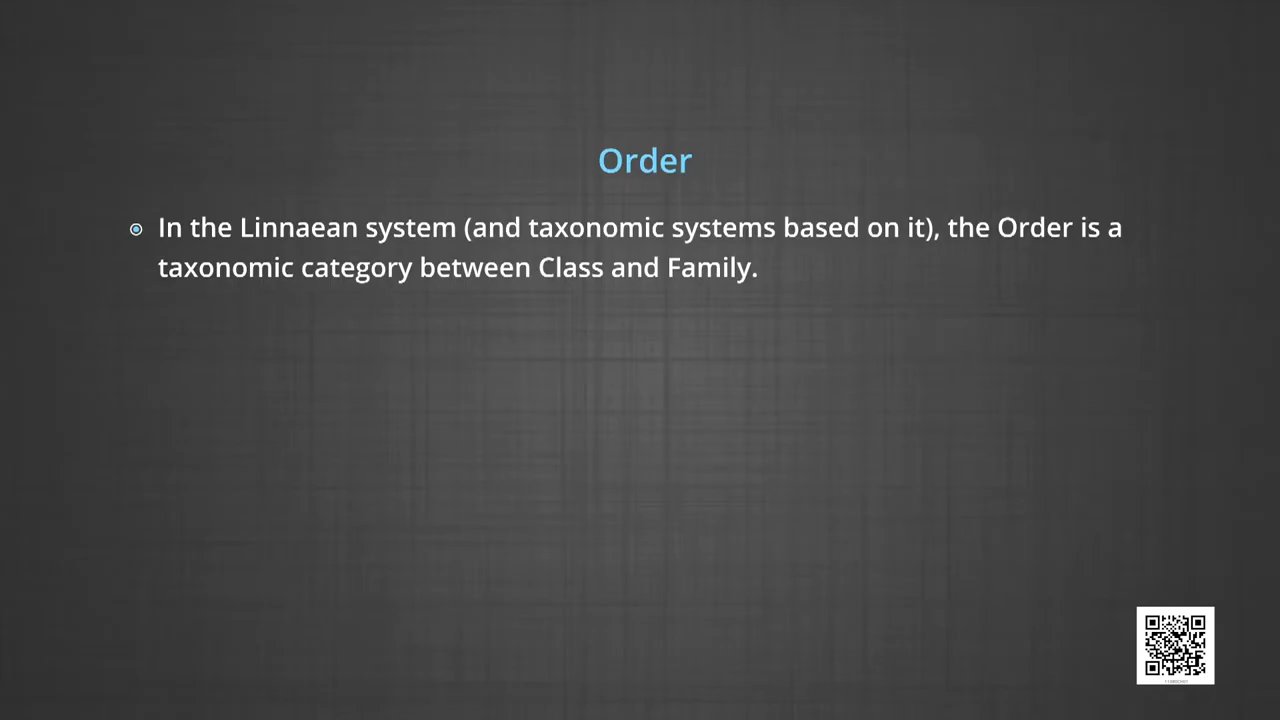 Order
In the Linnaean system (and taxonomic systems based on it), the Order is a
taxonomic category between Class and Family.